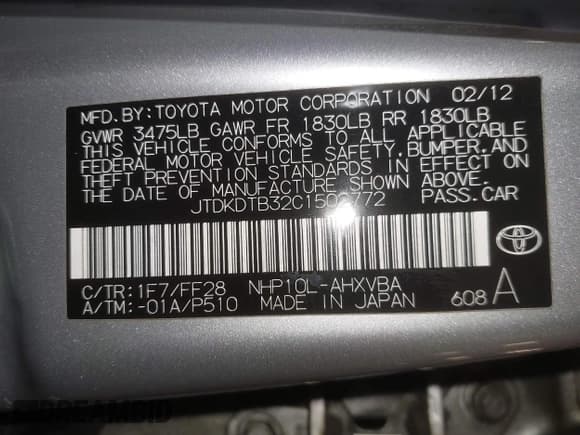 MFD. BY: TOYOTA MOTOR CORPORATION 02/12
GVWR 3475LB GAWR FR 1830LB RR 1830LB
THIS VEHICLE CONFORMS TO ALL APPLICABLE
FEDERAL MOTOR VEHICLE SAFETY, BUMPER, AND
THEFT PREVENTION STANDARDS IN EFFECT ON
THE DATE OF MANUFACTURE SHOWN ABOVE.
PASS. CAR
TOYOTA
C/TR: 1F7/FF28 NHP10L-AHXVBA
A/TM: -01A/P510 MADE IN JAPAN 608 A